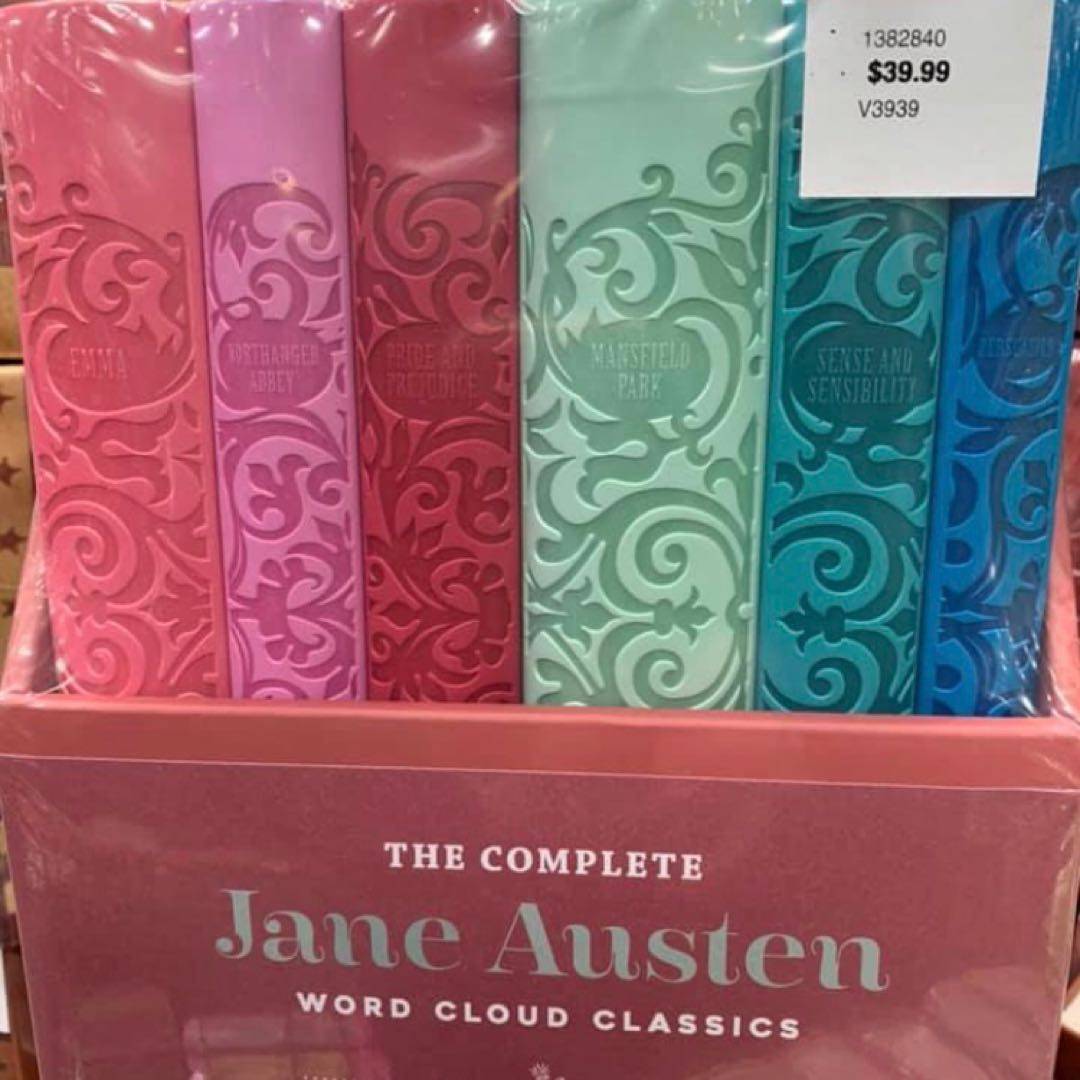 1382840
$39.99
V3939
EMMA
NORTHANGER
ABBEY
PRIDE AND
PREJUDICE
MANSFIELD
PARK
SENSE AND
SENSIBILITY
PERSUASION
THE COMPLETE
Jane Austen
WORD CLOUD CLASSICS